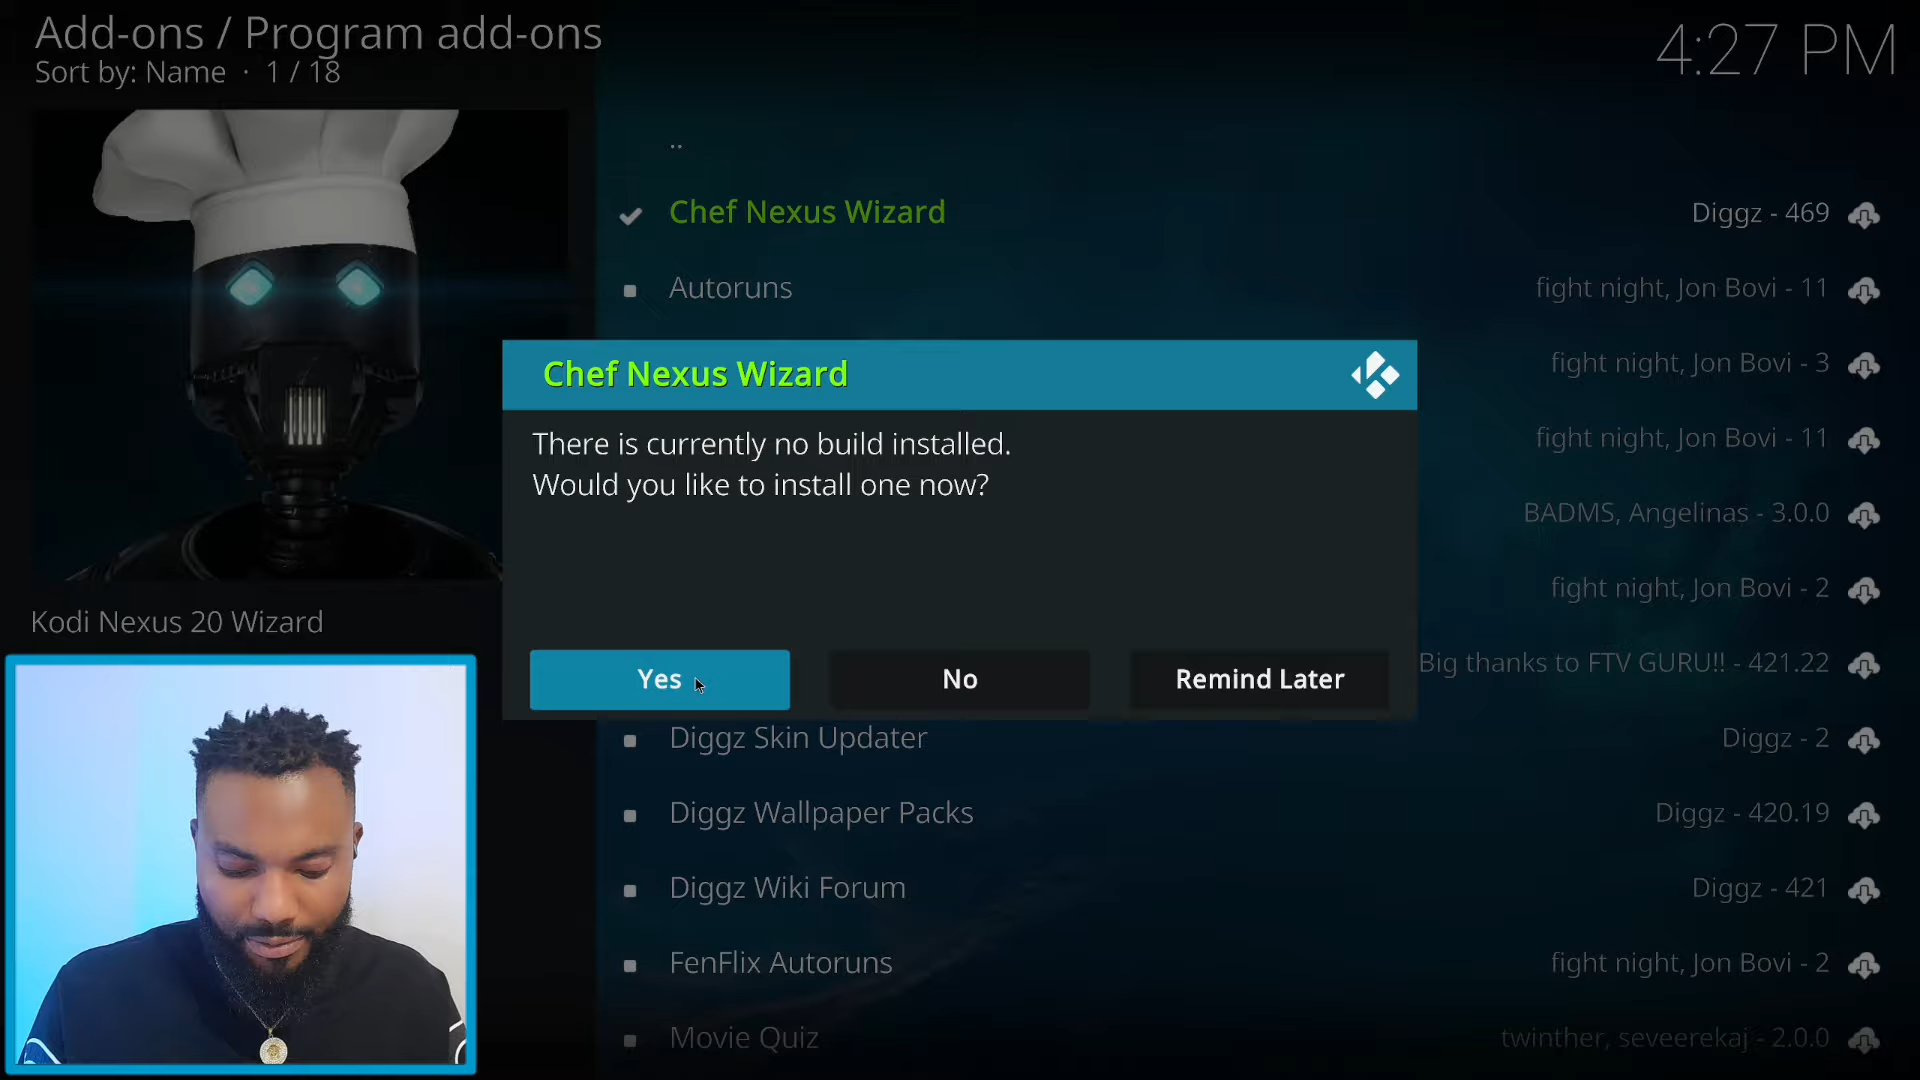 Add-ons / Program add-ons
Sort by: Name · 1 / 18
4:27 PM
..
Chef Nexus Wizard
Diggz - 469
Autoruns
fight night, Jon Bovi - 11
fight night, Jon Bovi - 3
fight night, Jon Bovi - 11
BADMS, Angelinas - 3.0.0
fight night, Jon Bovi - 2
Big thanks to FTV GURU!! - 421.22
Chef Nexus Wizard
There is currently no build installed.
Would you like to install one now?
Yes
No
Remind Later
Kodi Nexus 20 Wizard
Diggz Skin Updater
Diggz - 2
Diggz Wallpaper Packs
Diggz - 420.19
Diggz Wiki Forum
Diggz - 421
FenFlix Autoruns
fight night, Jon Bovi - 2
Movie Quiz
twinther, seveerekaj - 2.0.0